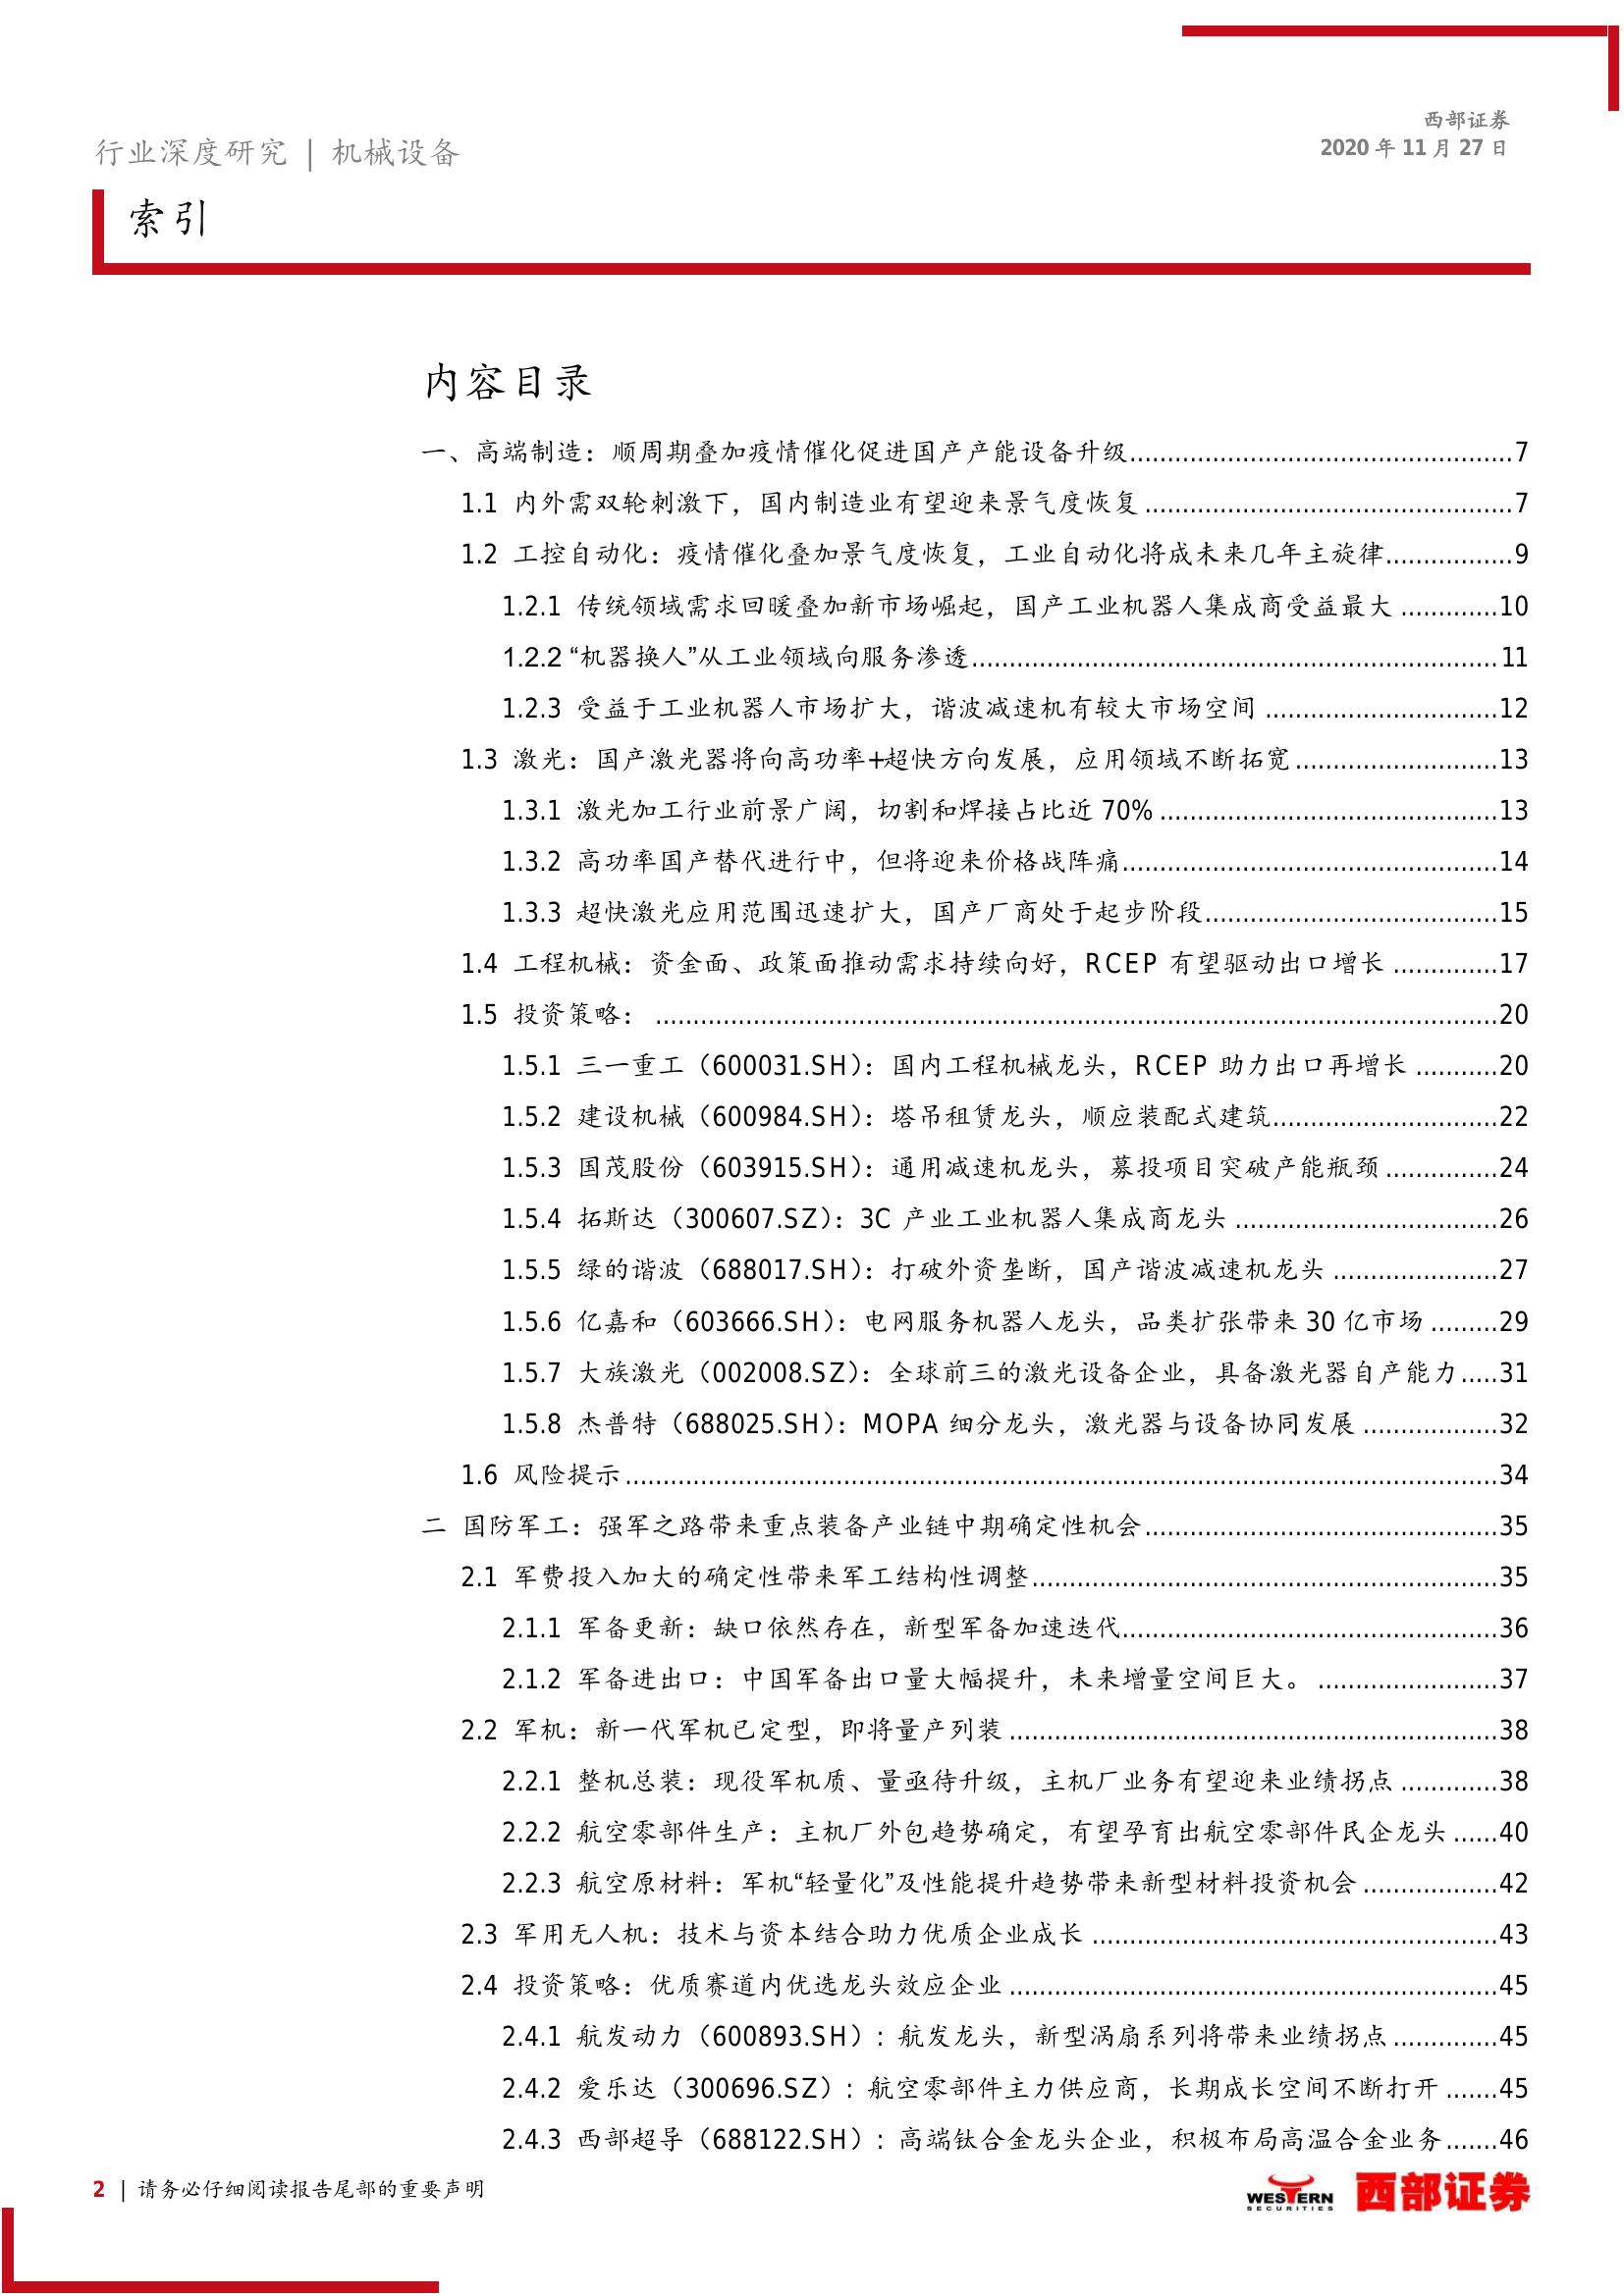 西部证券
2020 年 11 月 27 日
行业深度研究 | 机械设备
索引
内容目录
一、高端制造：顺周期叠加疫情催化促进国产产能设备升级...................................................7
1.1 内外需双轮刺激下，国内制造业有望迎来景气度恢复 .................................................7
1.2 工控自动化：疫情催化叠加景气度恢复，工业自动化将成未来几年主旋律.................9
1.2.1 传统领域需求回暖叠加新市场崛起，国产工业机器人集成商受益最大 .............10
1.2.2 “机器换人”从工业领域向服务渗透......................................................................11
1.2.3 受益于工业机器人市场扩大，谐波减速机有较大市场空间 ...............................12
1.3 激光：国产激光器将向高功率+超快方向发展，应用领域不断拓宽...........................13
1.3.1 激光加工行业前景广阔，切割和焊接占比近 70% .............................................13
1.3.2 高功率国产替代进行中，但将迎来价格战阵痛..................................................14
1.3.3 超快激光应用范围迅速扩大，国产厂商处于起步阶段.......................................15
1.4 工程机械：资金面、政策面推动需求持续向好，RCEP 有望驱动出口增长 ..............17
1.5 投资策略： ................................................................................................................20
1.5.1 三一重工（600031.SH）：国内工程机械龙头，RCEP 助力出口再增长 ...........20
1.5.2 建设机械（600984.SH）：塔吊租赁龙头，顺应装配式建筑..............................22
1.5.3 国茂股份（603915.SH）：通用减速机龙头，募投项目突破产能瓶颈...............24
1.5.4 拓斯达（300607.SZ）：3C 产业工业机器人集成商龙头 ...................................26
1.5.5 绿的谐波（688017.SH）：打破外资垄断，国产谐波减速机龙头 ......................27
1.5.6 亿嘉和（603666.SH）：电网服务机器人龙头，品类扩张带来 30 亿市场 .........29
1.5.7 大族激光（002008.SZ）：全球前三的激光设备企业，具备激光器自产能力.....31
1.5.8 杰普特（688025.SH）：MOPA 细分龙头，激光器与设备协同发展 ..................32
1.6 风险提示....................................................................................................................34
二 国防军工：强军之路带来重点装备产业链中期确定性机会...............................................35
2.1 军费投入加大的确定性带来军工结构性调整..............................................................35
2.1.1 军备更新：缺口依然存在，新型军备加速迭代..................................................36
2.1.2 军备进出口：中国军备出口量大幅提升，未来增量空间巨大。 ........................37
2.2 军机：新一代军机已定型，即将量产列装 .................................................................38
2.2.1 整机总装：现役军机质、量亟待升级，主机厂业务有望迎来业绩拐点 .............38
2.2.2 航空零部件生产：主机厂外包趋势确定，有望孕育出航空零部件民企龙头 ......40
2.2.3 航空原材料：军机“轻量化”及性能提升趋势带来新型材料投资机会 ..................42
2.3 军用无人机：技术与资本结合助力优质企业成长 ......................................................43
2.4 投资策略：优质赛道内优选龙头效应企业 .................................................................45
2.4.1 航发动力（600893.SH）: 航发龙头，新型涡扇系列将带来业绩拐点..............45
2.4.2 爱乐达（300696.SZ）: 航空零部件主力供应商，长期成长空间不断打开 .......45
2.4.3 西部超导（688122.SH）: 高端钛合金龙头企业，积极布局高温合金业务.......46
2 | 请务必仔细阅读报告尾部的重要声明
WESTERN
SECURITIES
西部证券